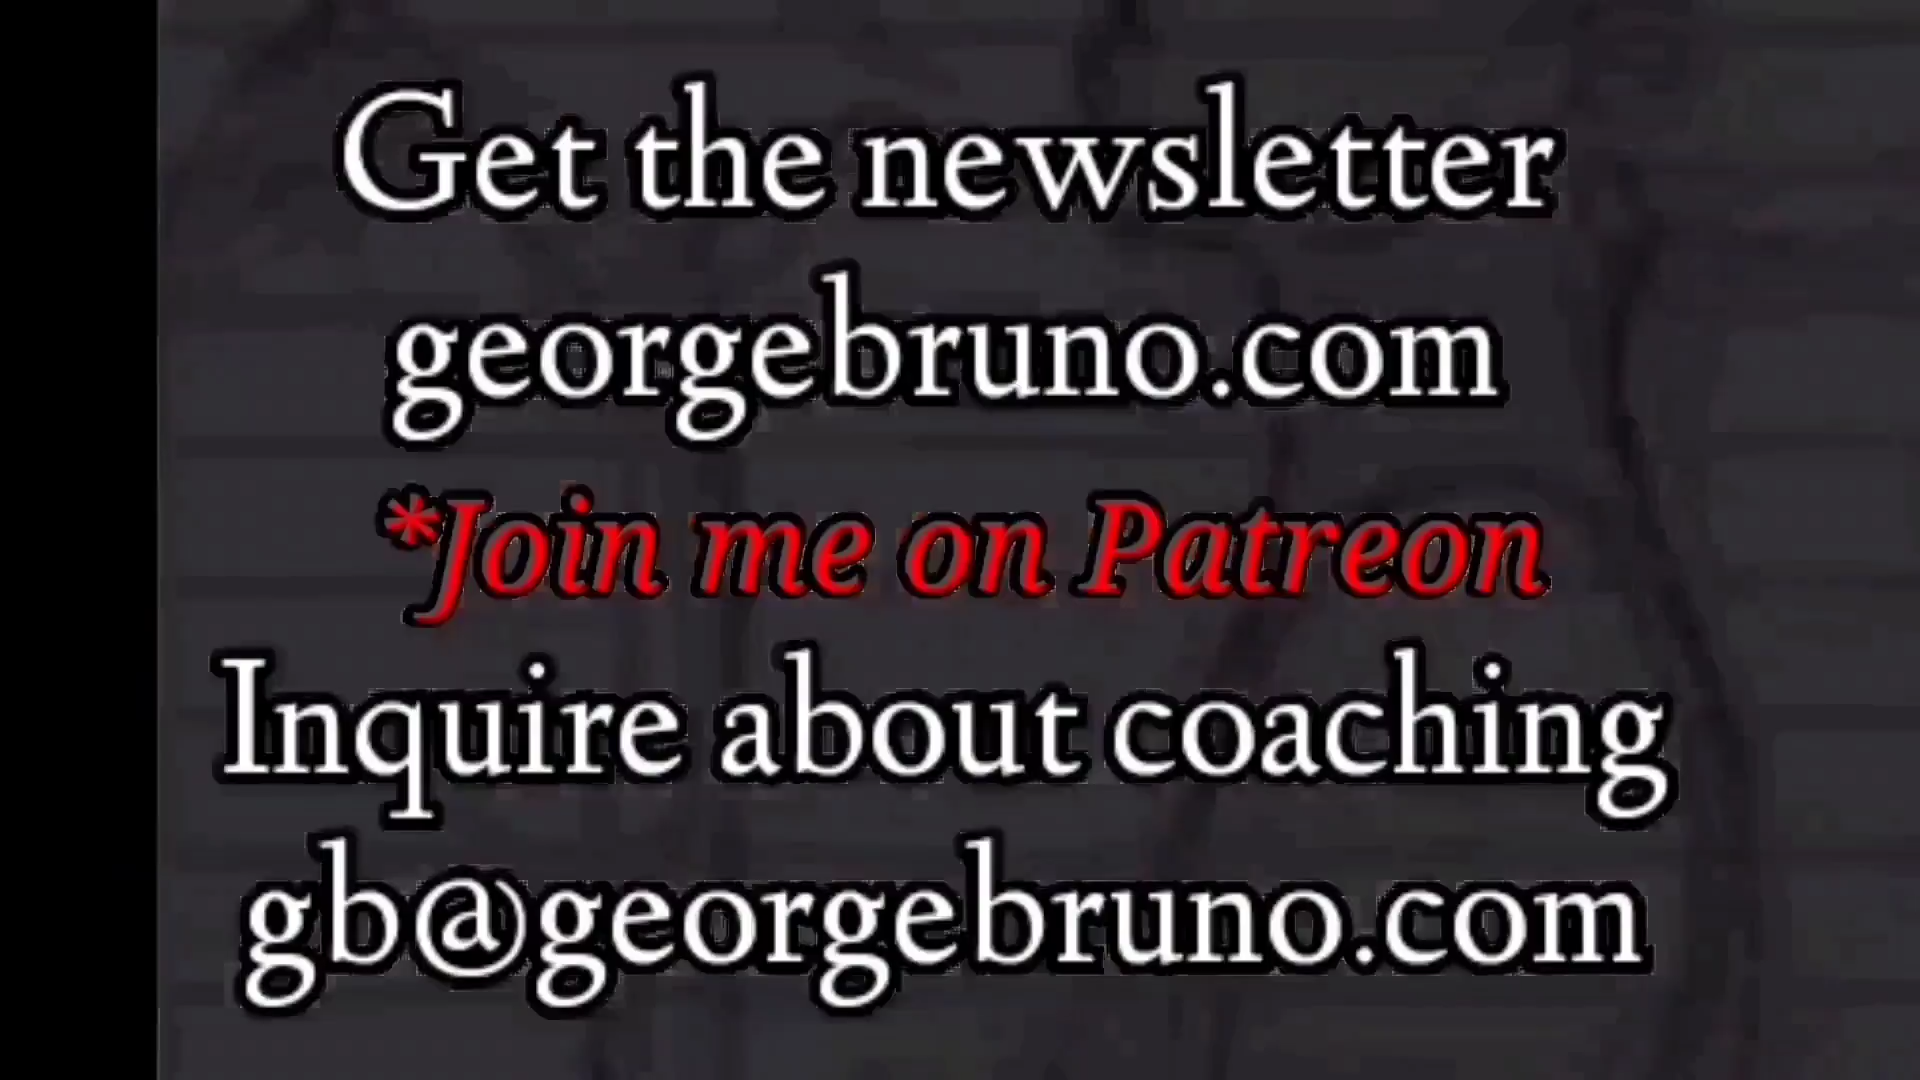 Get the newsletter
georgebruno.com
*Join me on Patreon
Inquire about coaching
gb@georgebruno.com